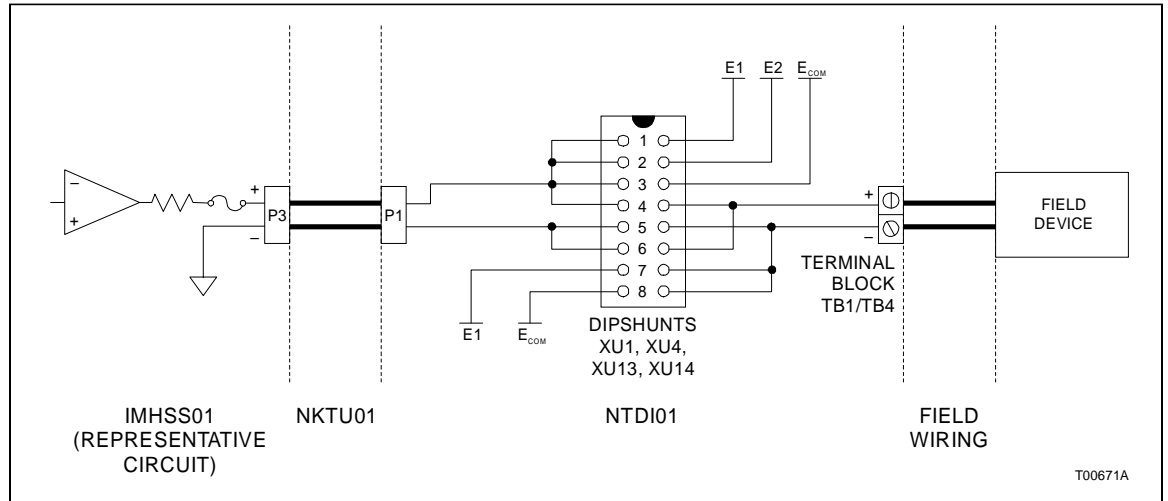 E1 E2 ECOM
1
2
3
4
5
6
7
8
−
+
+
P3
−
P1
+
−
FIELD
DEVICE
TERMINAL
BLOCK
TB1/TB4
E1 ECOM
DIPSHUNTS
XU1, XU4,
XU13, XU14
IMHSS01
(REPRESENTATIVE
CIRCUIT)
NKTU01
NTDI01
FIELD
WIRING
T00671A